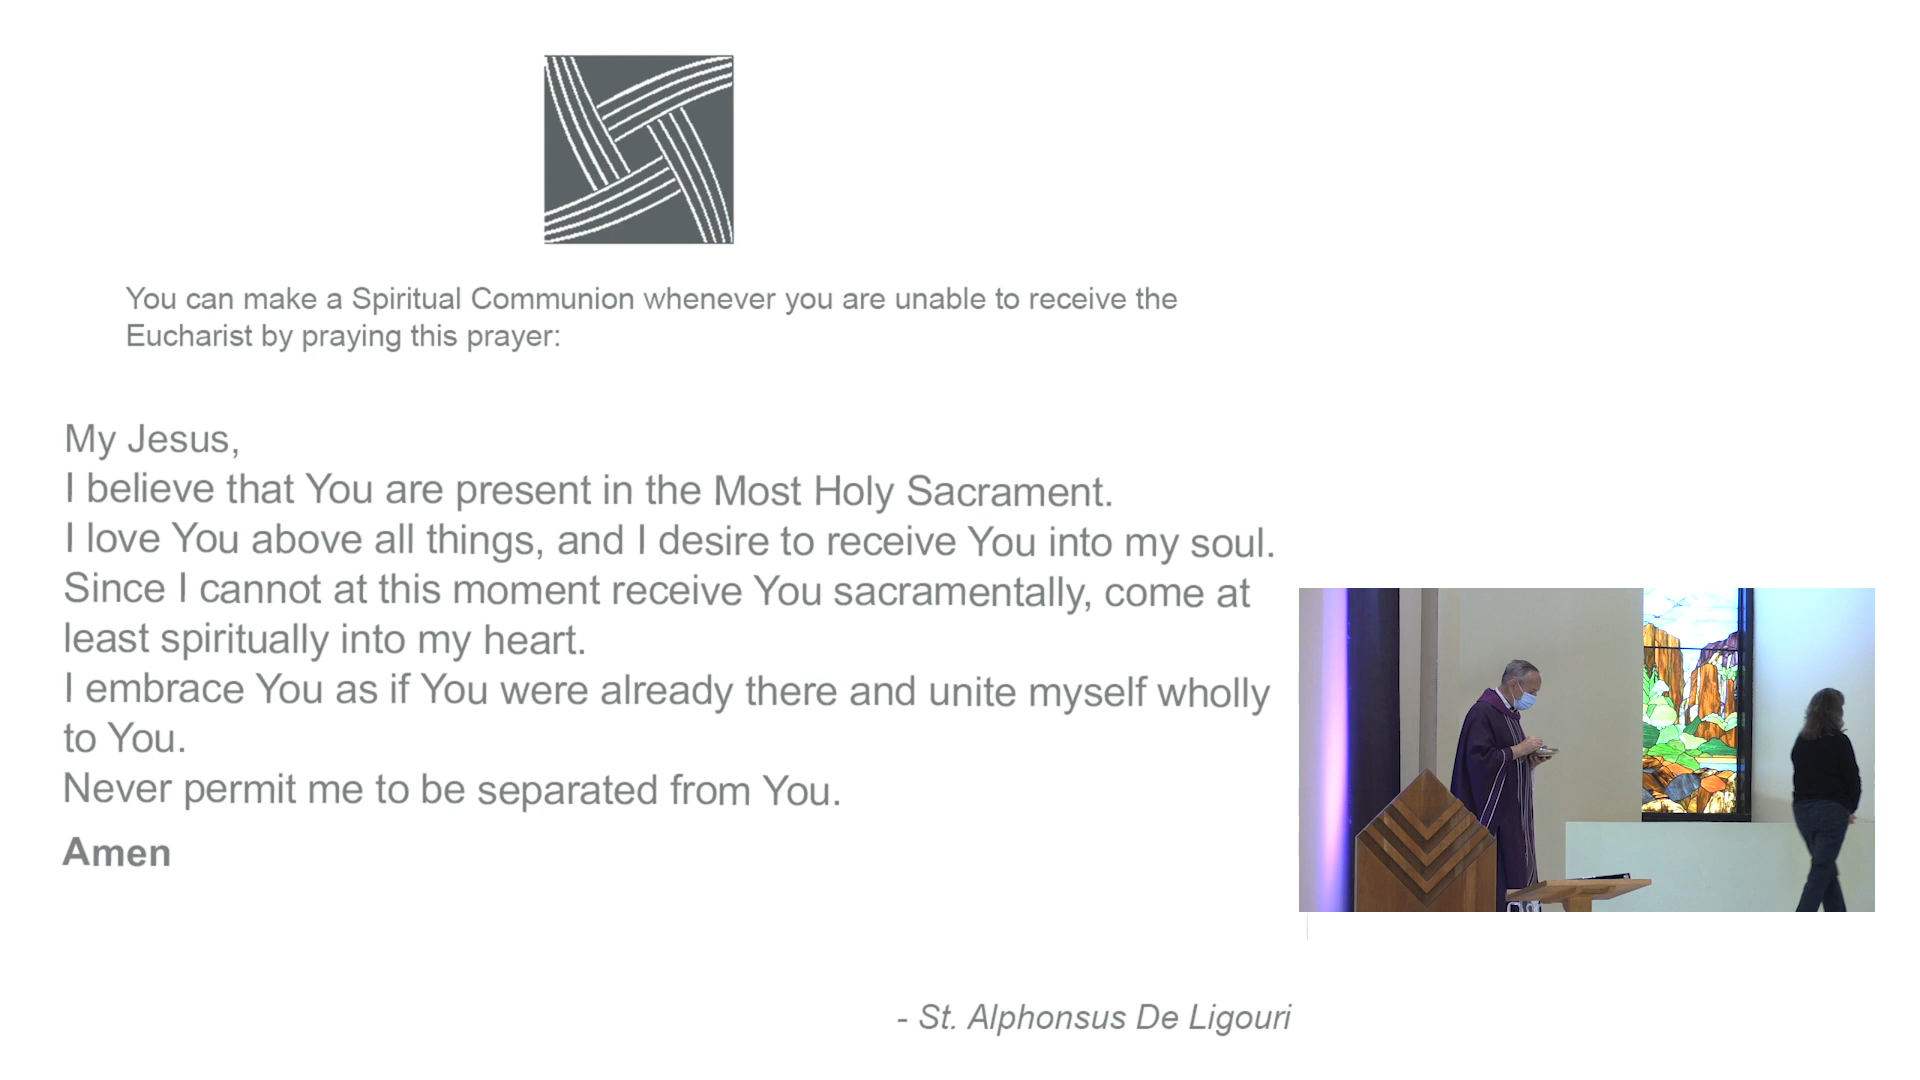 You can make a Spiritual Communion whenever you are unable to receive the
Eucharist by praying this prayer:
My Jesus,
I believe that You are present in the Most Holy Sacrament.
I love You above all things, and I desire to receive You into my soul.
Since I cannot at this moment receive You sacramentally, come at
least spiritually into my heart.
I embrace You as if You were already there and unite myself wholly
to You.
Never permit me to be separated from You.
Amen
- St. Alphonsus De Ligouri